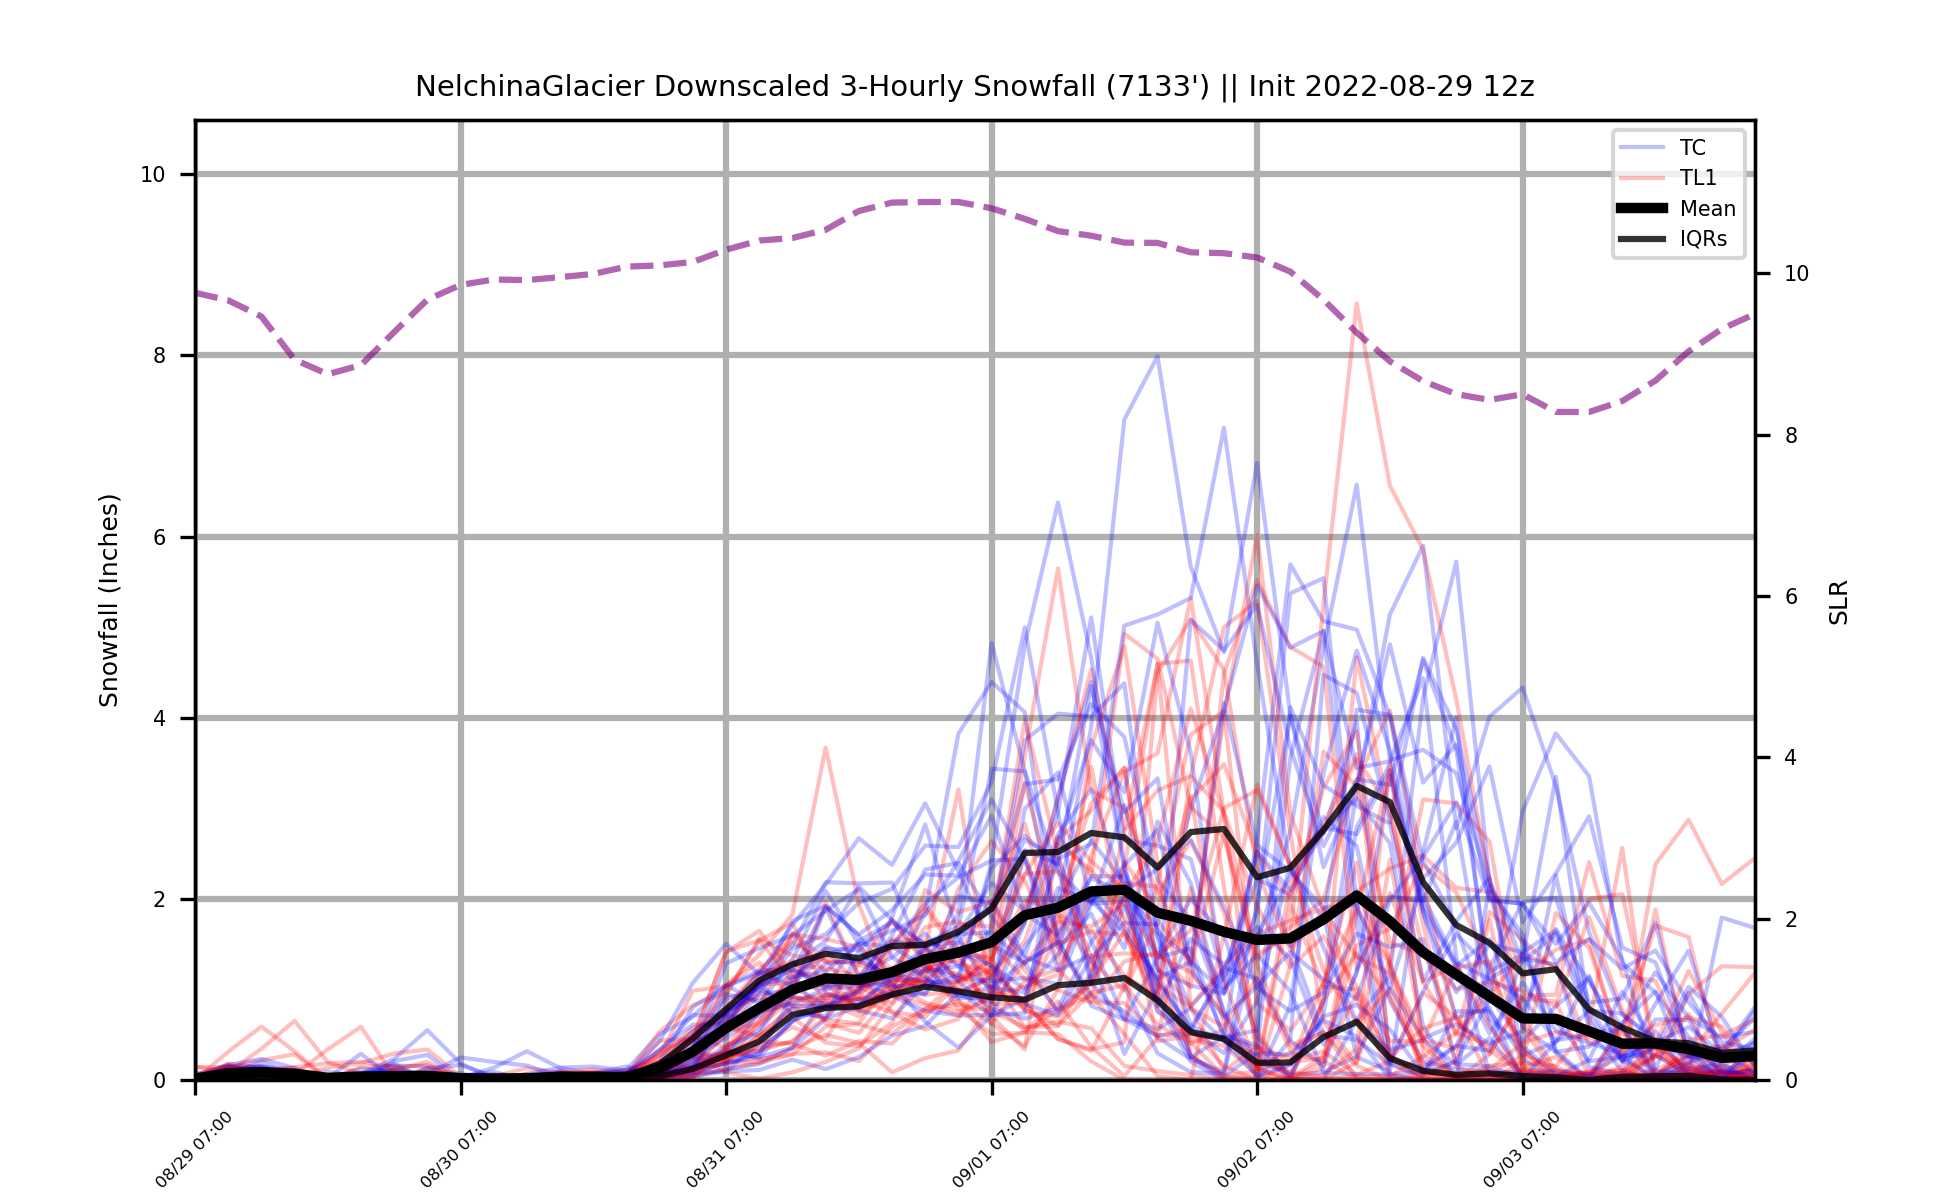 NelchinaGlacier Downscaled 3-Hourly Snowfall (7133') || Init 2022-08-29 12z
TC
TL1
Mean
IQRs
Snowfall (Inches)
10
8
6
4
2
0
SLR
10
8
6
4
2
0
08/29 07:00
08/30 07:00
08/31 07:00
09/01 07:00
09/02 07:00
09/03 07:00